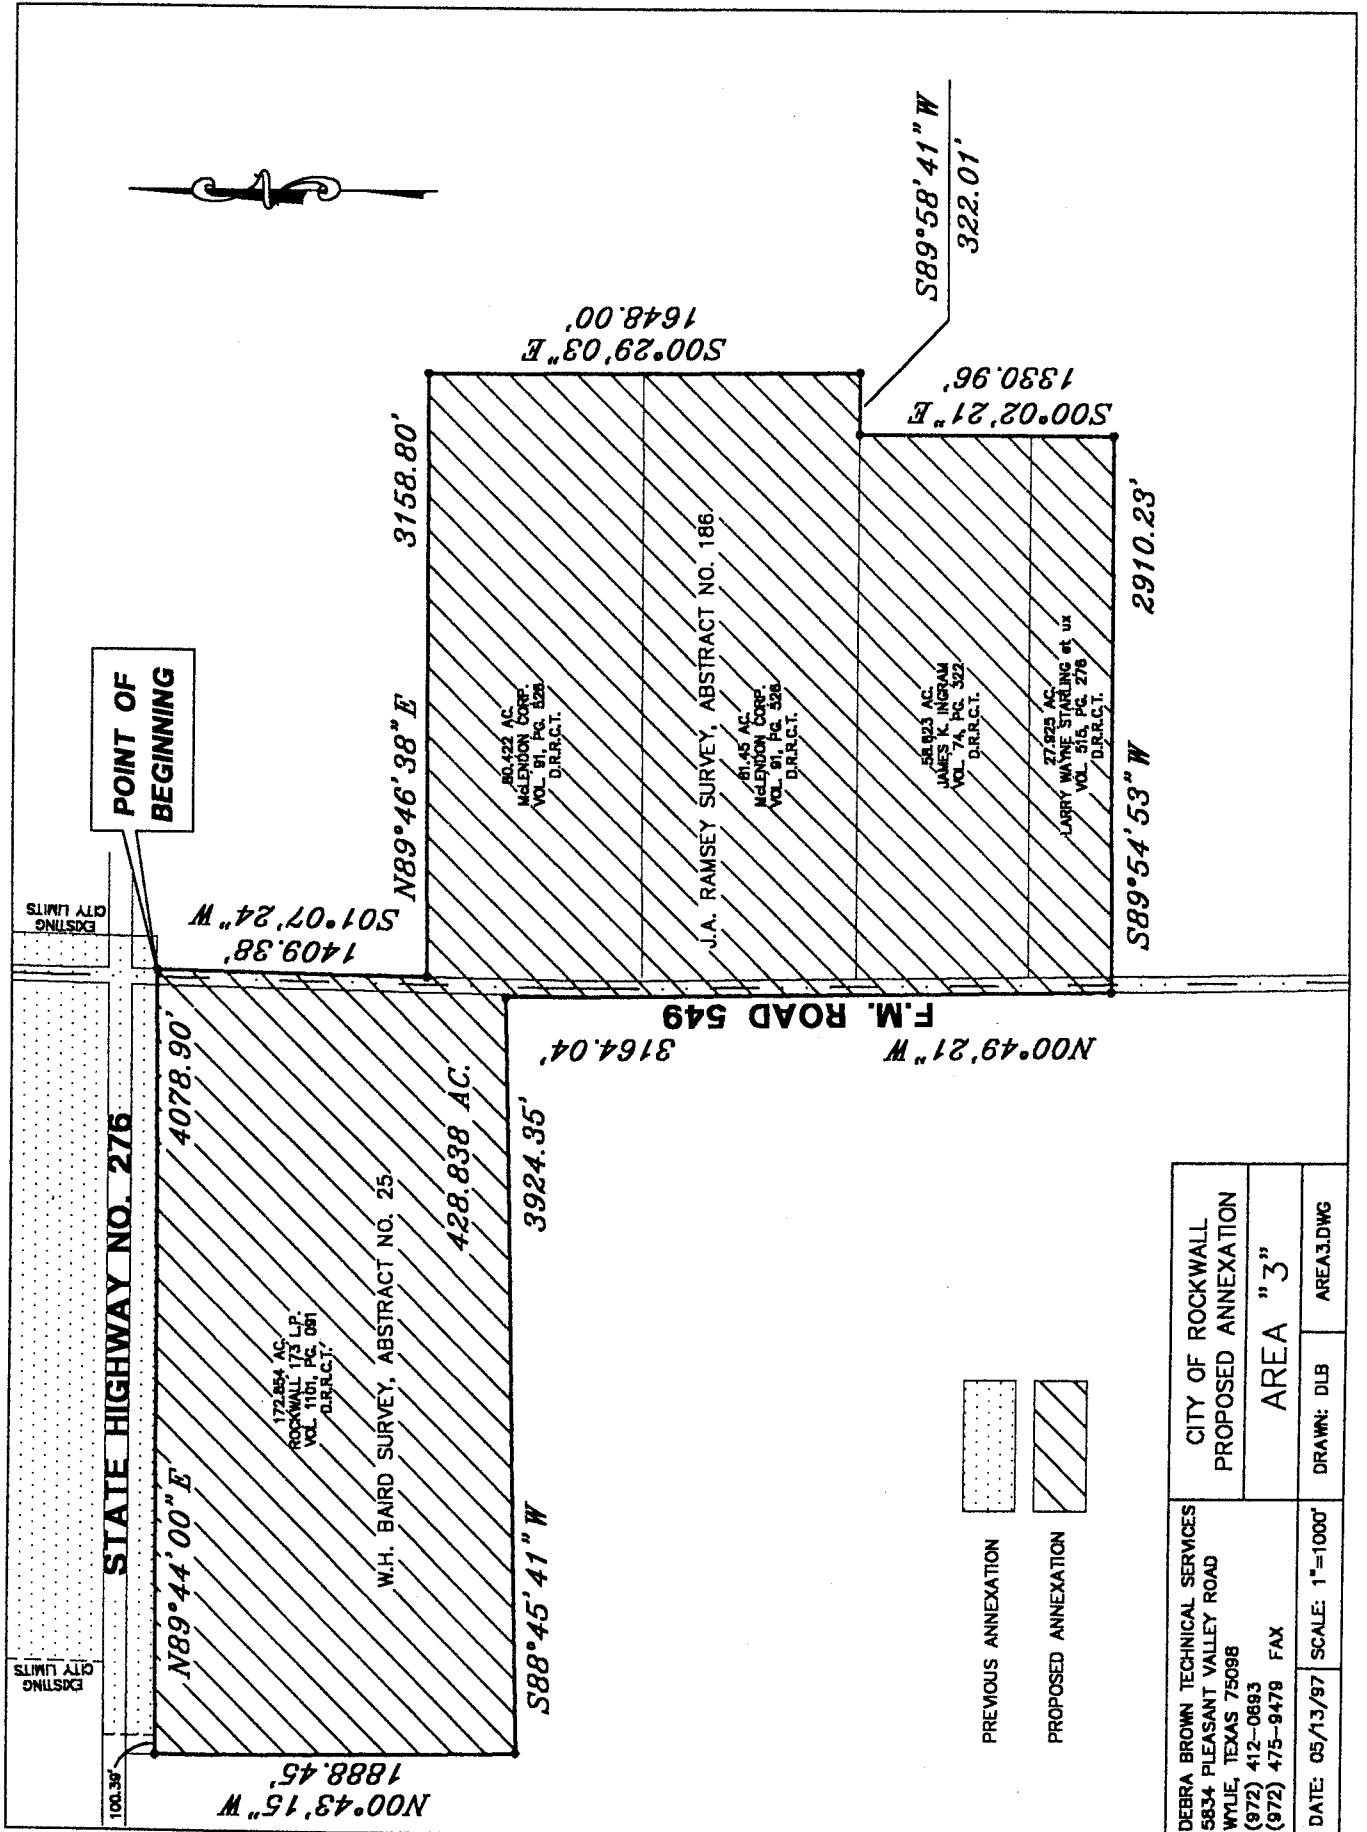 EXISTING
CITY LIMITS
EXISTING
CITY LIMITS
100.39'
STATE HIGHWAY NO. 276
POINT OF
BEGINNING
N89°44'00"E
4078.90'
S01°07'24"W
1409.38'
N89°46'38"E
3158.80'
S00°29'03"E
1648.00'
S89°58'41"W
322.01'
S00°02'21"E
1330.96'
S89°54'53"W
2910.23'
N00°49'21"W
3164.04'
F.M. ROAD 549
S88°45'41"W
3924.35'
N00°43'15"W
1888.45'
172.854 AC.
ROCKWALL 173 L.P.
VOL. 1101, PG. 091
D.R.R.C.T.
W.H. BAIRD SURVEY, ABSTRACT NO. 25
428.838 AC.
80.422 AC.
McLENDON CORP.
VOL. 91, PG. 526
D.R.R.C.T.
J.A. RAMSEY SURVEY, ABSTRACT NO. 186
81.45 AC.
McLENDON CORP.
VOL. 91, PG. 526
D.R.R.C.T.
58.823 AC.
JAMES K. INGRAM
VOL. 74, PG. 322
D.R.R.C.T.
27.925 AC.
LARRY WAYNE STARLING et ux
VOL. 515, PG. 276
D.R.R.C.T.
PREVIOUS ANNEXATION
PROPOSED ANNEXATION
DEBRA BROWN TECHNICAL SERVICES
5834 PLEASANT VALLEY ROAD
WYLIE, TEXAS 75098
(972) 412-0693
(972) 475-9479 FAX
CITY OF ROCKWALL
PROPOSED ANNEXATION
AREA "3"
DATE: 05/13/97
SCALE: 1"=1000'
DRAWN: DLB
AREA3.DWG